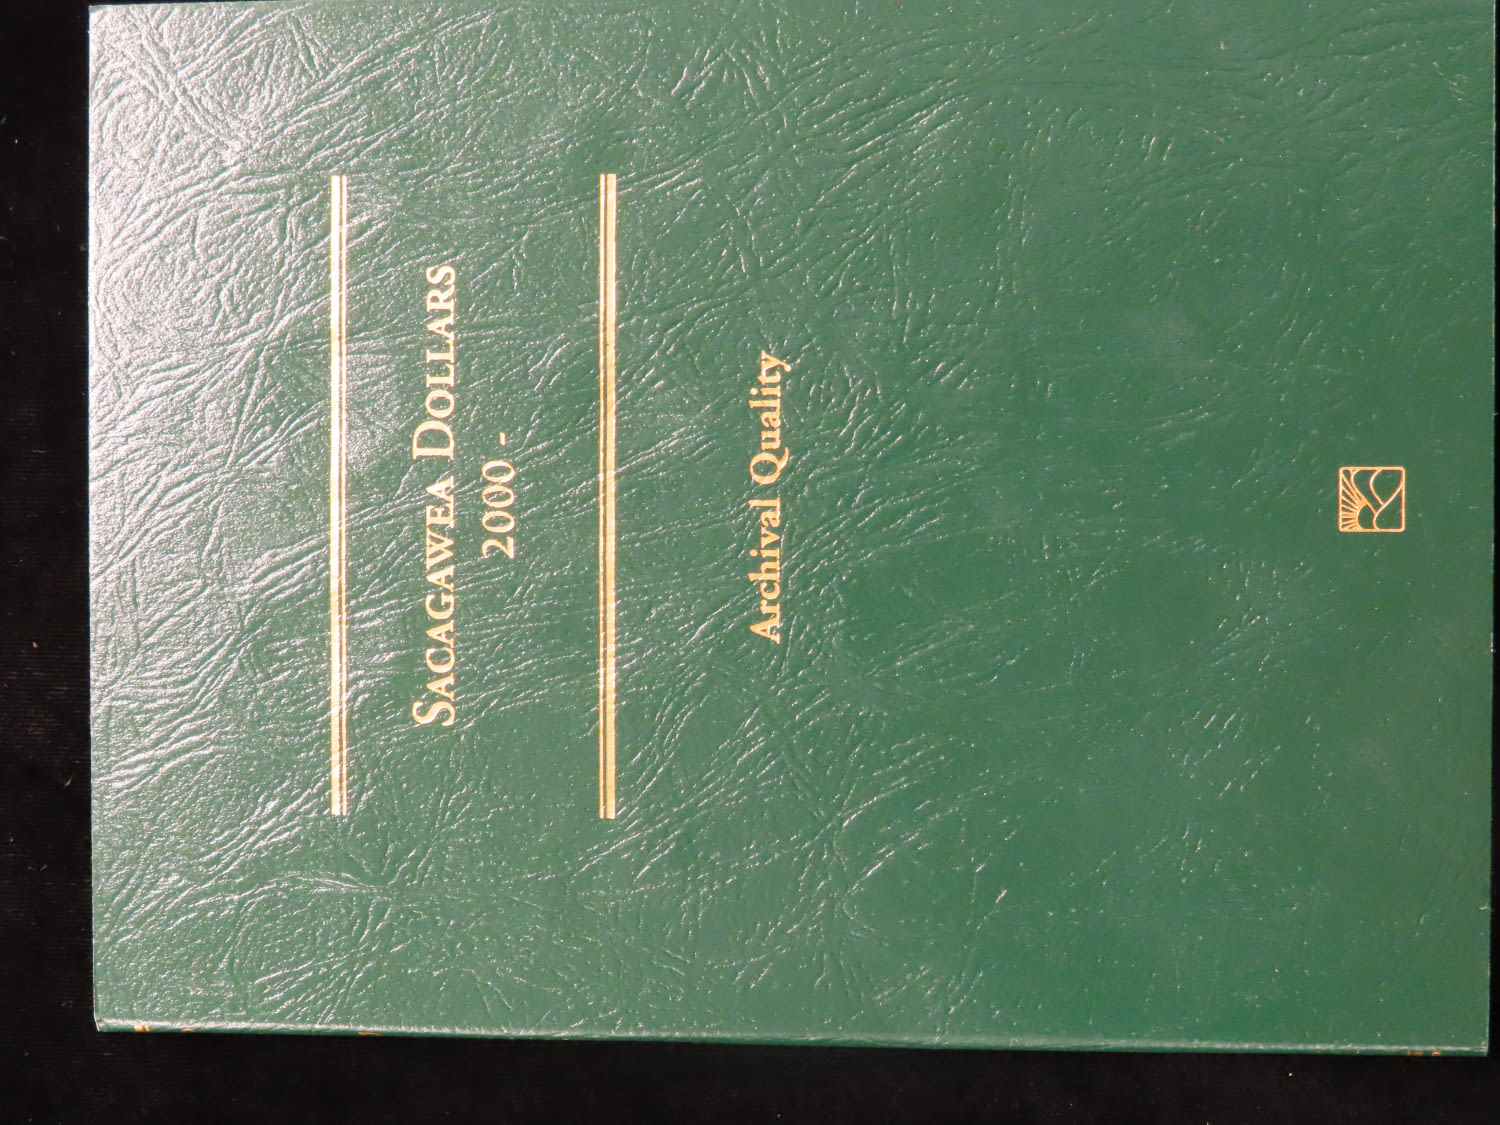 SACAGAWEA DOLLARS
2000 -
Archival Quality